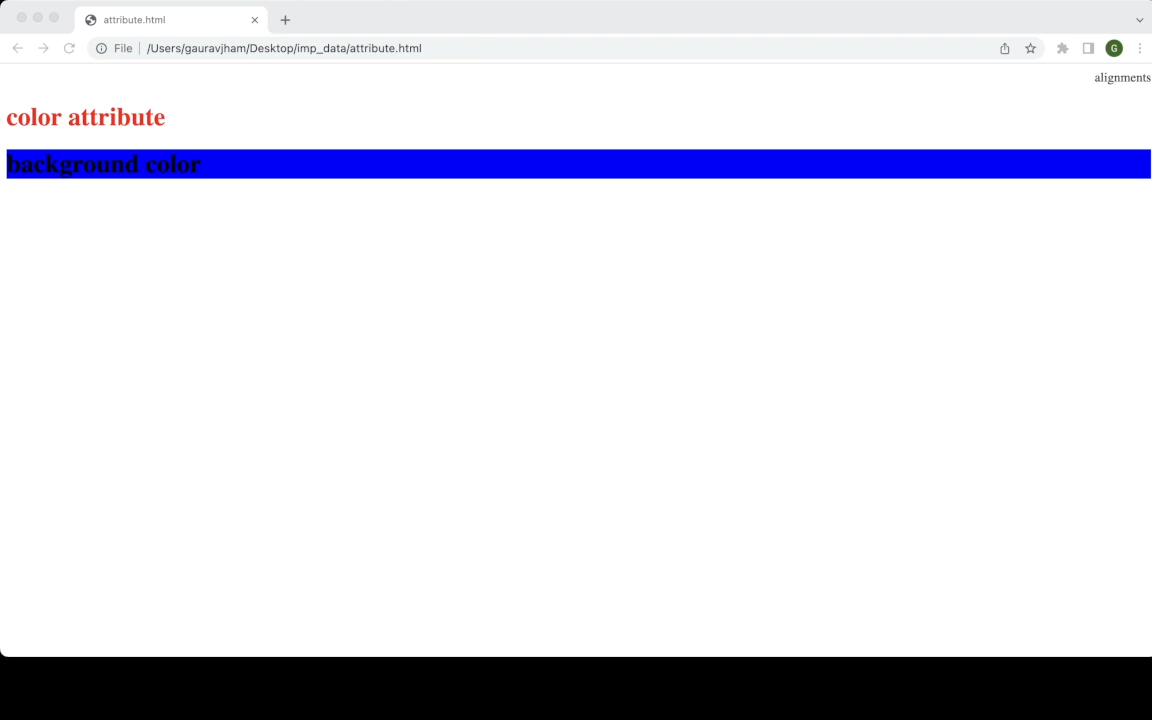 attribute.html
File /Users/gauravjham/Desktop/imp_data/attribute.html
G
alignments
color attribute
background color